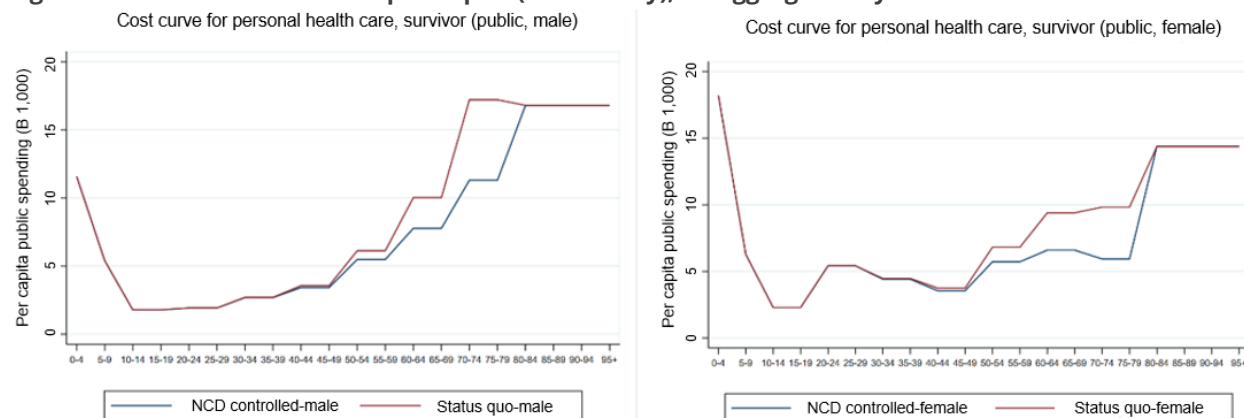 Cost curve for personal health care, survivor (public, male)
Per capita public spending (B 1,000)
20
15
10
5
0
0-4 5-9 10-14 15-19 20-24 25-29 30-34 35-39 40-44 45-49 50-54 55-59 60-64 65-69 70-74 75-79 80-84 85-89 90-94 95+
NCD controlled-male Status quo-male
Cost curve for personal health care, survivor (public, female)
Per capita public spending (B 1,000)
20
15
10
5
0
0-4 5-9 10-14 15-19 20-24 25-29 30-34 35-39 40-44 45-49 50-54 55-59 60-64 65-69 70-74 75-79 80-84 85-89 90-94 95+
NCD controlled-female Status quo-female